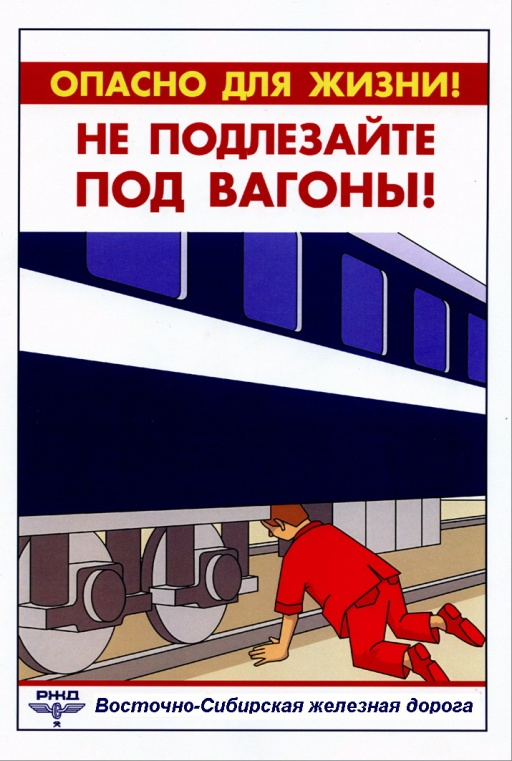 ОПАСНО ДЛЯ ЖИЗНИ!
НЕ ПОДЛЕЗАЙТЕ
ПОД ВАГОНЫ!
РЖД
Восточно-Сибирская железная дорога